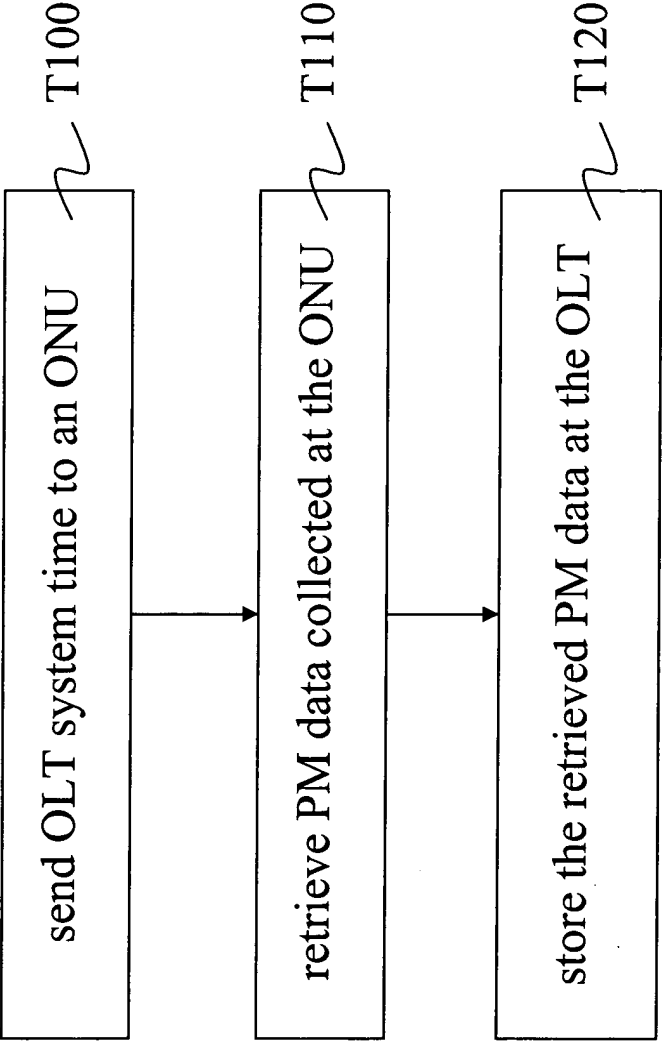 send OLT system time to an ONU
T100
retrieve PM data collected at the ONU
T110
store the retrieved PM data at the OLT
T120